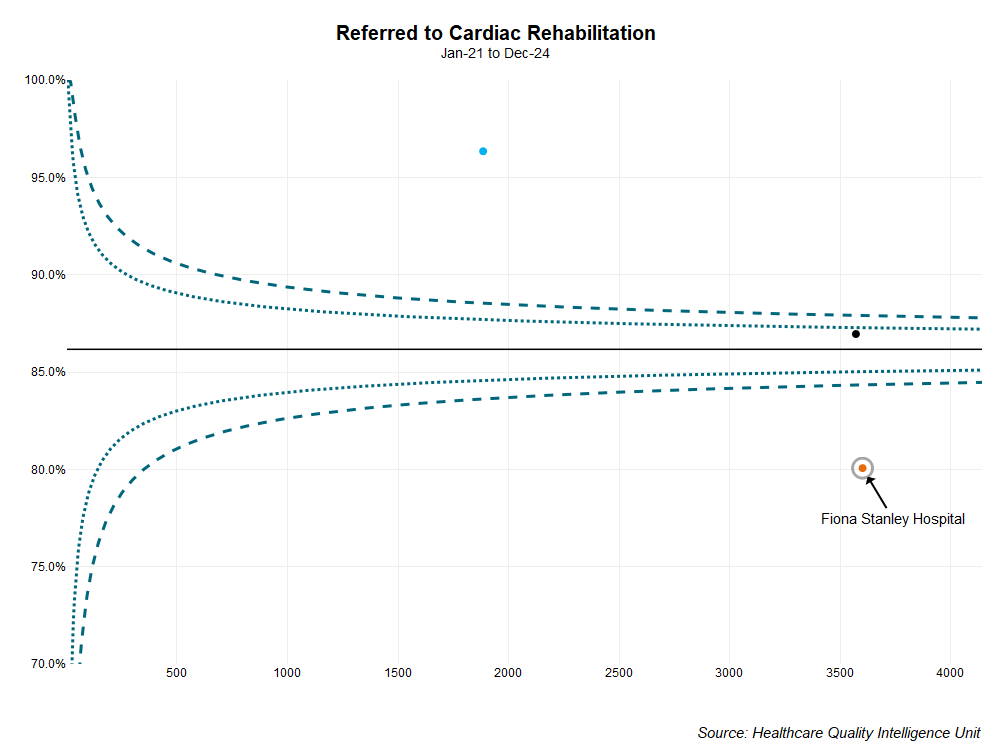 Referred to Cardiac Rehabilitation
Jan-21 to Dec-24
100.0%
95.0%
90.0%
85.0%
80.0%
75.0%
70.0%
Fiona Stanley Hospital
500 1000 1500 2000 2500 3000 3500 4000
Source: Healthcare Quality Intelligence Unit